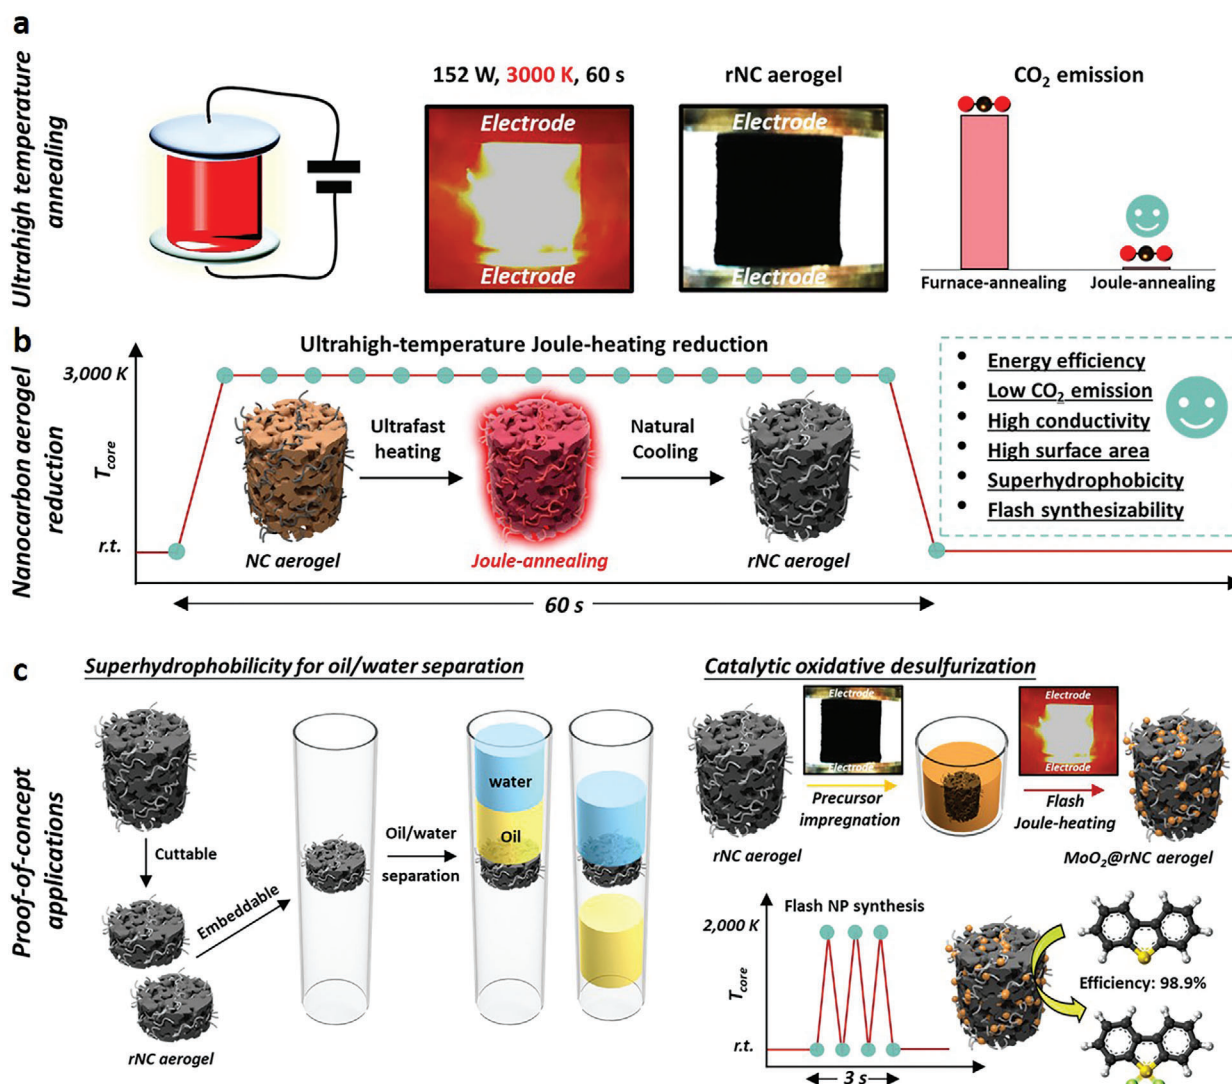 a
Ultrahigh temperature
annealing
152 W, 3000 K, 60 s
Electrode
Electrode
rNC aerogel
Electrode
Electrode
CO2 emission
Furnace-annealing
Joule-annealing
b
Nanocarbon aerogel
reduction
Ultrahigh-temperature Joule-heating reduction
3,000 K
Tcore
r.t.
NC aerogel
Ultrafast
heating
Joule-annealing
Natural
Cooling
rNC aerogel
60 s
• Energy efficiency
• Low CO2 emission
• High conductivity
• High surface area
• Superhydrophobicity
• Flash synthesizability
c
Proof-of-concept
applications
Superhydrophobilicity for oil/water separation
Cuttable
Embeddable
rNC aerogel
Oil/water
separation
water
Oil
Catalytic oxidative desulfurization
rNC aerogel
Electrode
Electrode
Precursor
impregnation
Electrode
Electrode
Flash
Joule-heating
MoO2@rNC aerogel
Flash NP synthesis
2,000 K
Tcore
r.t.
3 s
Efficiency: 98.9%